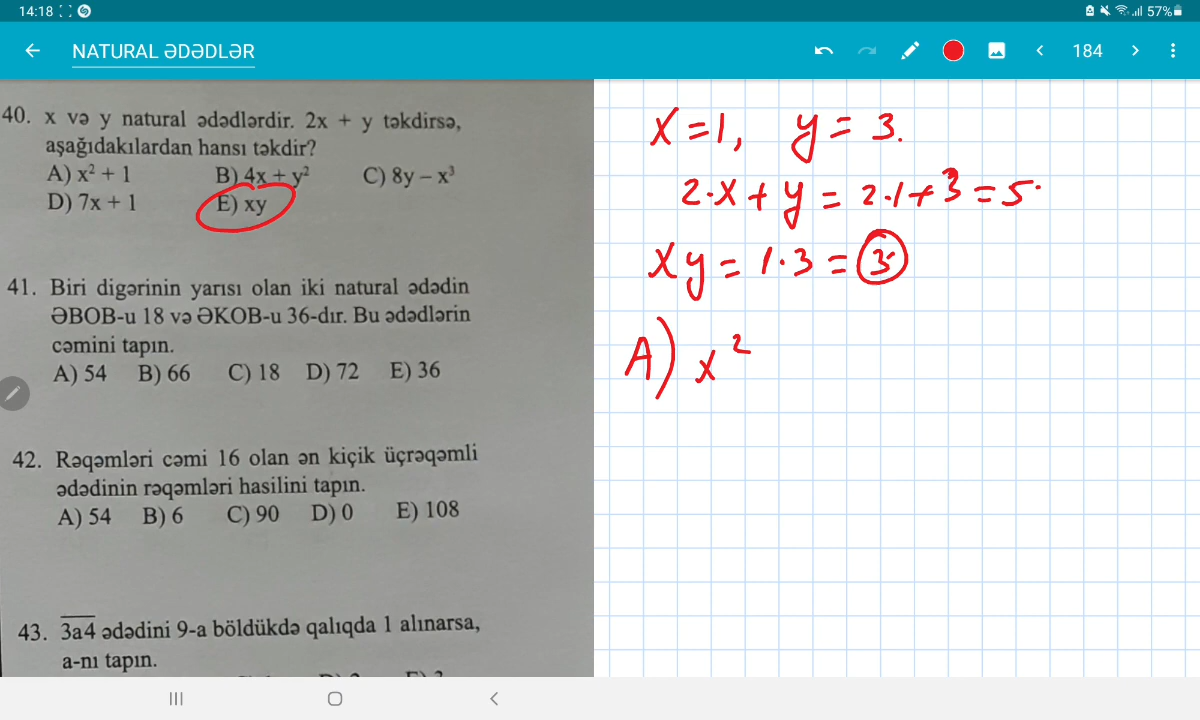 14:18
57%
NATURAL ƏDƏDLƏR
184
40. x və y natural ədədlərdir. 2x + y təkdirsə,
aşağıdakılardan hansı təkdir?
A) x² + 1 B) 4x + y² C) 8y – x³
D) 7x + 1 E) xy
41. Biri digərinin yarısı olan iki natural ədədin
ƏBOB-u 18 və ƏKOB-u 36-dır. Bu ədədlərin
cəmini tapın.
A) 54 B) 66 C) 18 D) 72 E) 36
42. Rəqəmləri cəmi 16 olan ən kiçik üçrəqəmli
ədədinin rəqəmləri hasilini tapın.
A) 54 B) 6 C) 90 D) 0 E) 108
43. 3a4 ədədini 9-a böldükdə qalıqda 1 alınarsa,
a-nı tapın.
x = 1, y = 3.
2·x + y = 2·1 + 3 = 5.
xy = 1·3 = 3.
A) x²